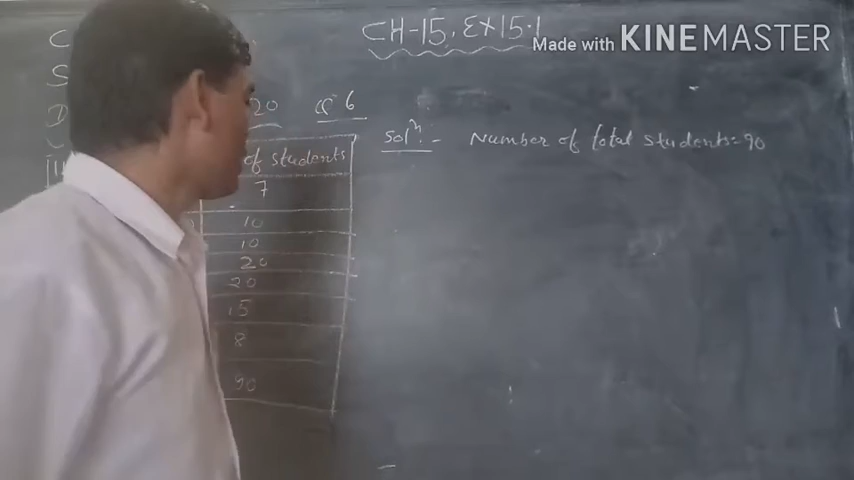 CH-15, EX 15.1
Made with KINEMASTER
20
6
Solⁿ:- Number of total students=90
of students
7
10
10
20
20
15
8
90